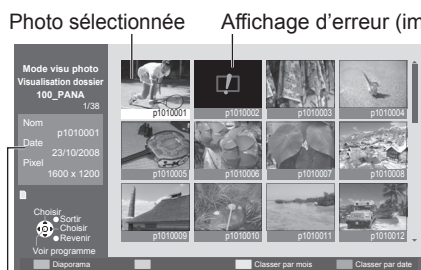 Photo sélectionnée
Affichage d'erreur (im
Mode visu photo
Visualisation dossier
100_PANA
1/38
Nom
p1010001
Date
23/10/2008
Pixel
1600 x 1200
Choisir
Sortir
Choisir
Revenir
Voir programme
p1010001
p1010002
p1010003
p1010004
p1010005
p1010006
p1010007
p1010008
p1010009
p1010010
p1010011
p1010012
Diaporama
Classer par mois
Classer par date